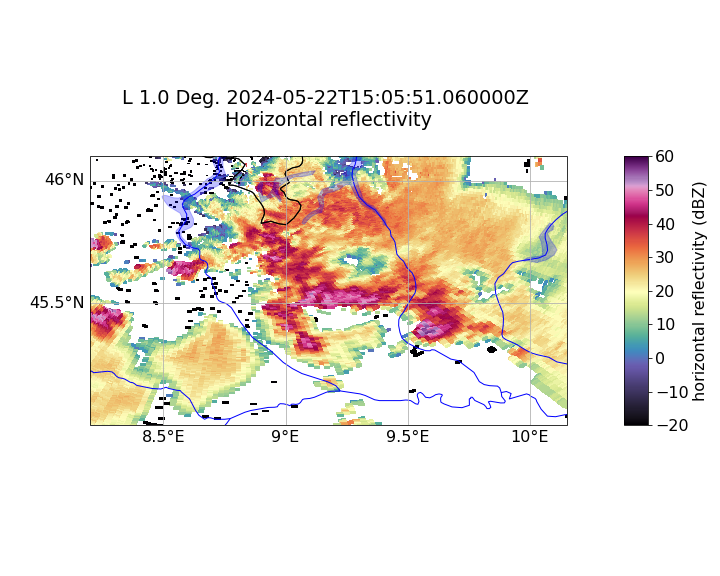 L 1.0 Deg. 2024-05-22T15:05:51.060000Z
Horizontal reflectivity
46°N
45.5°N
8.5°E
9°E
9.5°E
10°E
60
50
40
30
20
10
0
−10
−20
horizontal reflectivity (dBZ)